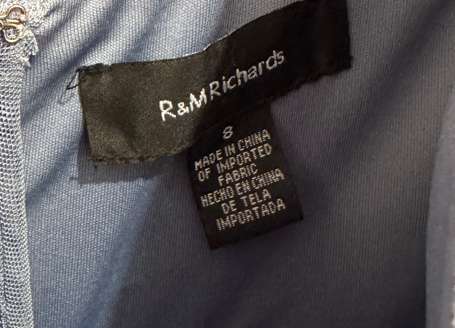 R&M Richards
8
MADE IN CHINA
OF IMPORTED
FABRIC
HECHO EN CHINA
DE TELA
IMPORTADA